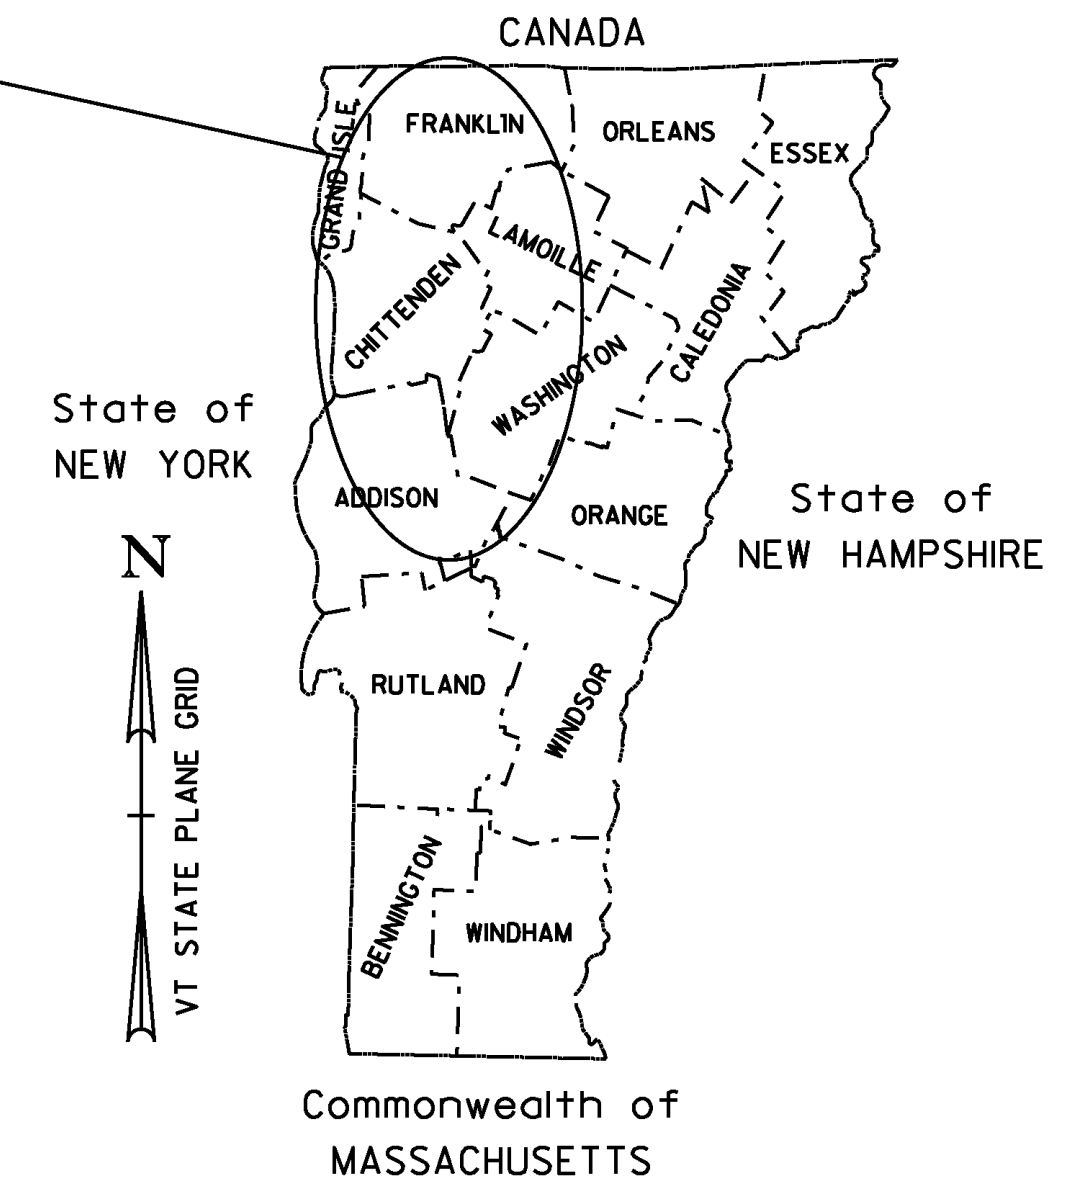 CANADA
GRAND ISLE
FRANKLIN
ORLEANS
ESSEX
LAMOILLE
CHITTENDEN
CALEDONIA
WASHINGTON
State of
NEW YORK
ADDISON
ORANGE
State of
NEW HAMPSHIRE
N
VT STATE PLANE GRID
RUTLAND
WINDSOR
BENNINGTON
WINDHAM
Commonwealth of
MASSACHUSETTS